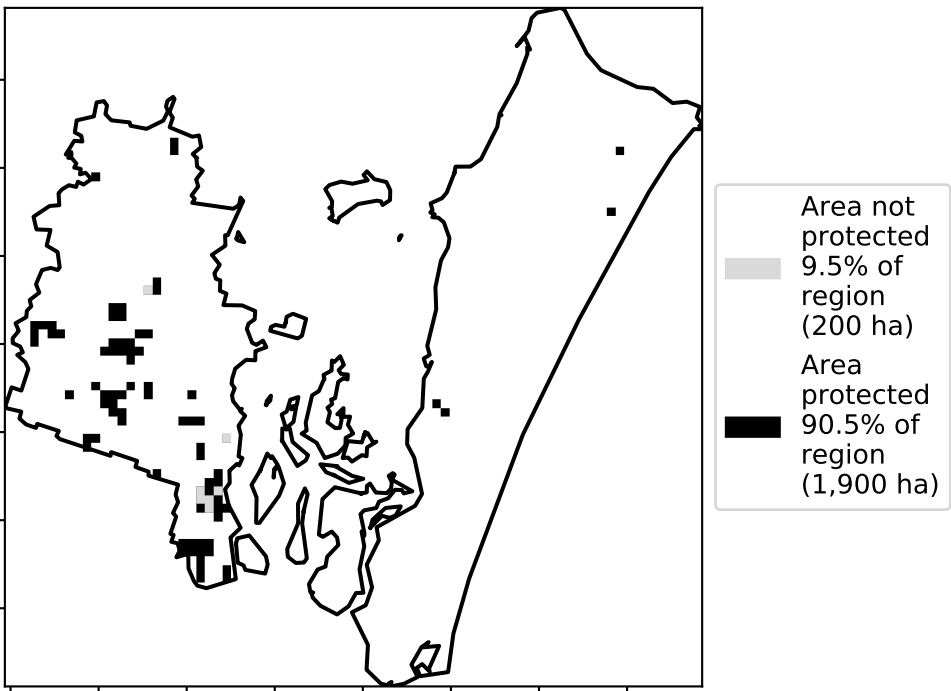 Area not
protected
9.5% of
region
(200 ha)
Area
protected
90.5% of
region
(1,900 ha)